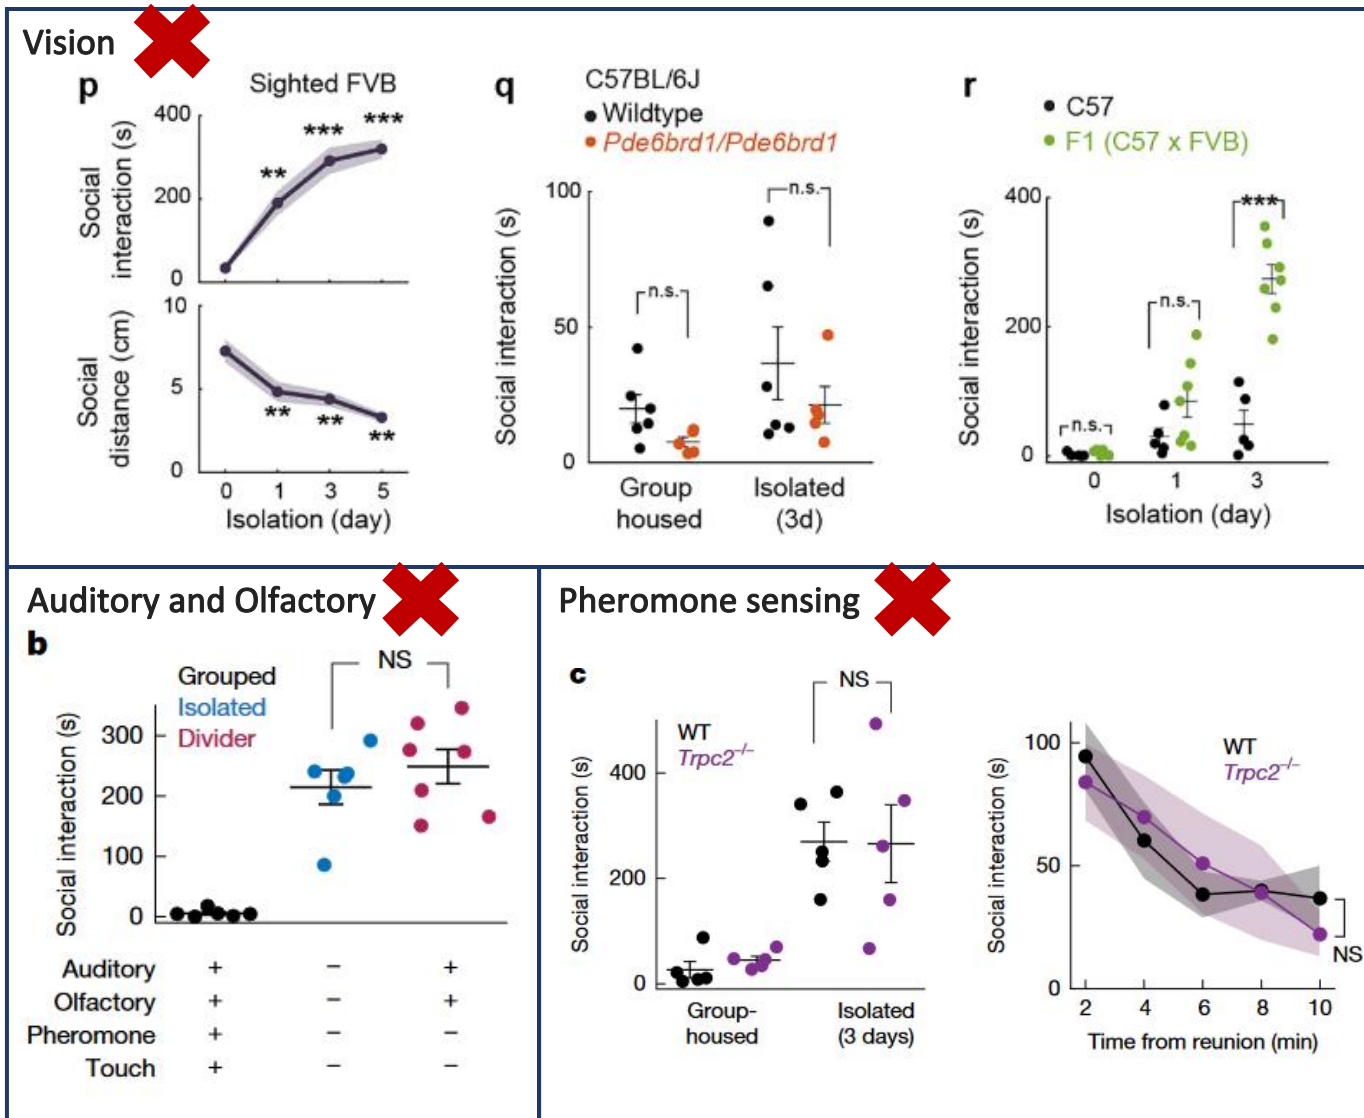 Vision
p
Sighted FVB
Social
interaction (s)
400
200
0
**
***
***
Social
distance (cm)
10
5
0
**
**
**
0 1 3 5
Isolation (day)
q
C57BL/6J
Wildtype
Pde6brd1/Pde6brd1
Social interaction (s)
100
50
0
n.s.
n.s.
Group
housed
Isolated
(3d)
r
C57
F1 (C57 x FVB)
Social interaction (s)
400
200
0
n.s.
n.s.
***
0 1 3
Isolation (day)
Auditory and Olfactory
b
Grouped
Isolated
Divider
NS
Social interaction (s)
300
200
100
0
Auditory + − +
Olfactory + − +
Pheromone + − −
Touch + − −
Pheromone sensing
c
WT
Trpc2−/−
NS
Social interaction (s)
400
200
0
Group-
housed
Isolated
(3 days)
WT
Trpc2−/−
Social interaction (s)
100
50
0
NS
2 4 6 8 10
Time from reunion (min)